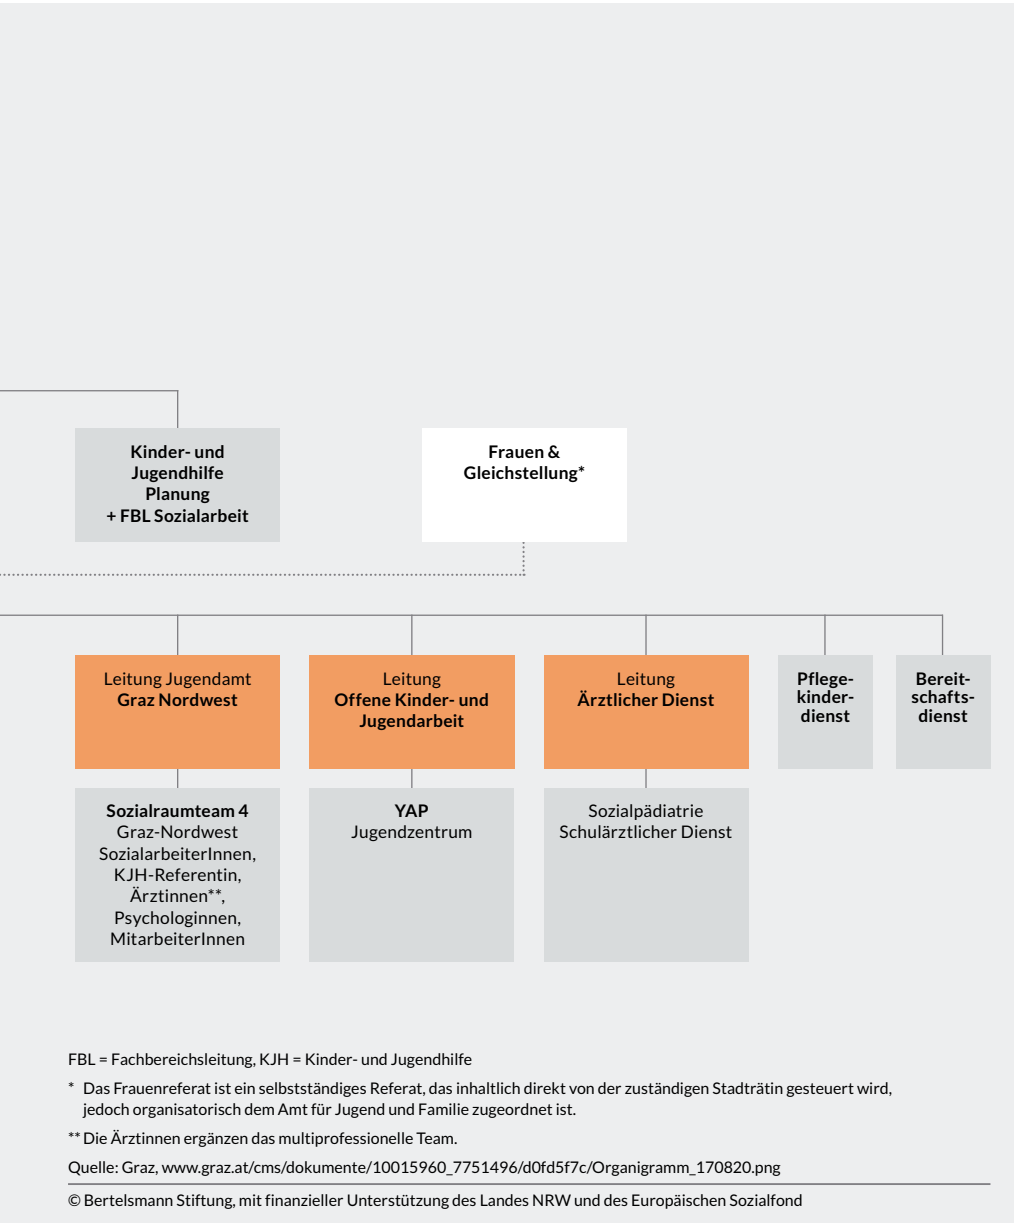 Kinder- und
Jugendhilfe
Planung
+ FBL Sozialarbeit
Frauen &
Gleichstellung*
Leitung Jugendamt
Graz Nordwest
Leitung
Offene Kinder- und
Jugendarbeit
Leitung
Ärztlicher Dienst
Pflege-
kinder-
dienst
Bereit-
schafts-
dienst
Sozialraumteam 4
Graz-Nordwest
SozialarbeiterInnen,
KJH-Referentin,
Ärztinnen**,
Psychologinnen,
MitarbeiterInnen
YAP
Jugendzentrum
Sozialpädiatrie
Schulärztlicher Dienst
FBL = Fachbereichsleitung, KJH = Kinder- und Jugendhilfe
* Das Frauenreferat ist ein selbstständiges Referat, das inhaltlich direkt von der zuständigen Stadträtin gesteuert wird,
jedoch organisatorisch dem Amt für Jugend und Familie zugeordnet ist.
** Die Ärztinnen ergänzen das multiprofessionelle Team.
Quelle: Graz, www.graz.at/cms/dokumente/10015960_7751496/d0fd5f7c/Organigramm_170820.png
© Bertelsmann Stiftung, mit finanzieller Unterstützung des Landes NRW und des Europäischen Sozialfond